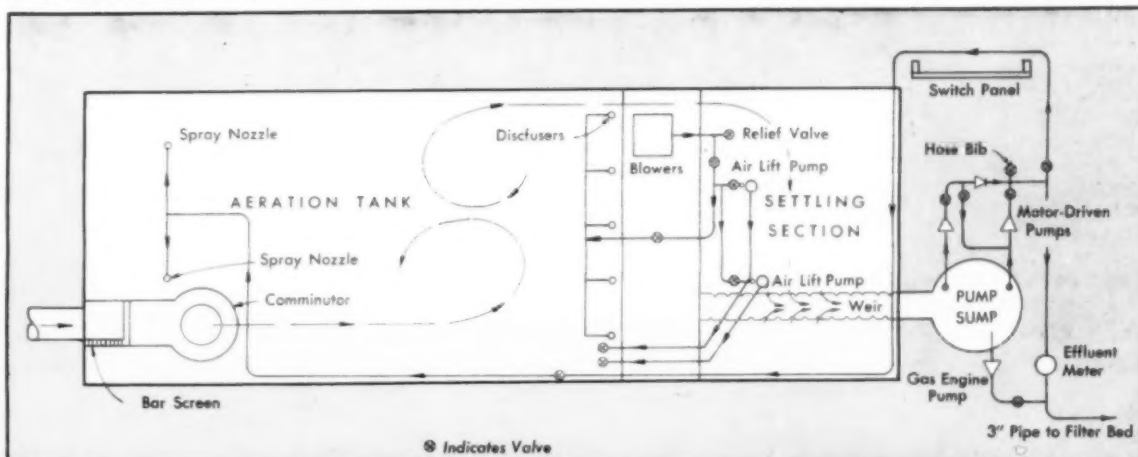 Switch Panel
Spray Nozzle
Discfusers
Relief Valve
Hose Bib
Blowers
Air Lift Pump
AERATION TANK
SETTLING
SECTION
Motor-Driven
Pumps
Spray Nozzle
Comminutor
Air Lift Pump
Weir
PUMP
SUMP
Effluent
Meter
Gas Engine
Pump
Bar Screen
3" Pipe to Filter Bed
⊗ Indicates Valve